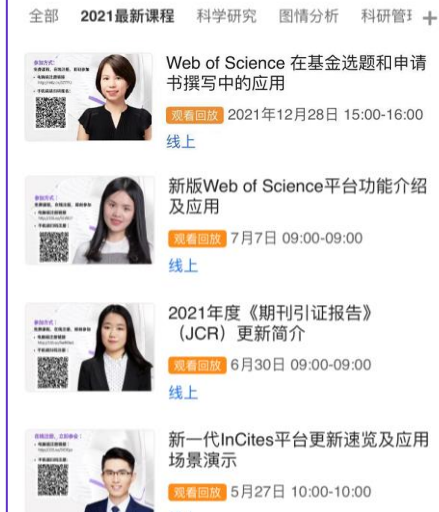 全部 2021最新课程 科学研究 图情分析 科研管理 +
Web of Science 在基金选题和申请
书撰写中的应用
观看回放 2021年12月28日 15:00-16:00
线上
新版Web of Science平台功能介绍
及应用
观看回放 7月7日 09:00-09:00
线上
2021年度《期刊引证报告》
（JCR）更新简介
观看回放 6月30日 09:00-09:00
线上
新一代InCites平台更新速览及应用
场景演示
观看回放 5月27日 10:00-10:00